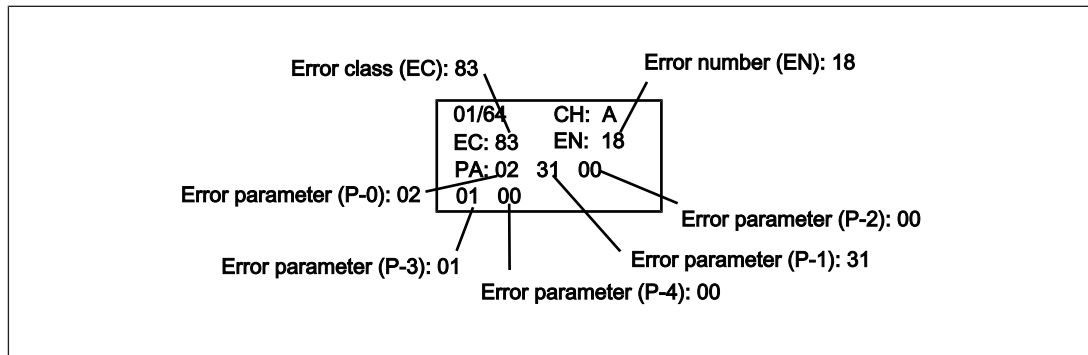 Error class (EC): 83
Error number (EN): 18
01/64 CH: A
EC: 83 EN: 18
PA: 02 31 00
01 00
Error parameter (P-0): 02
Error parameter (P-2): 00
Error parameter (P-3): 01
Error parameter (P-1): 31
Error parameter (P-4): 00